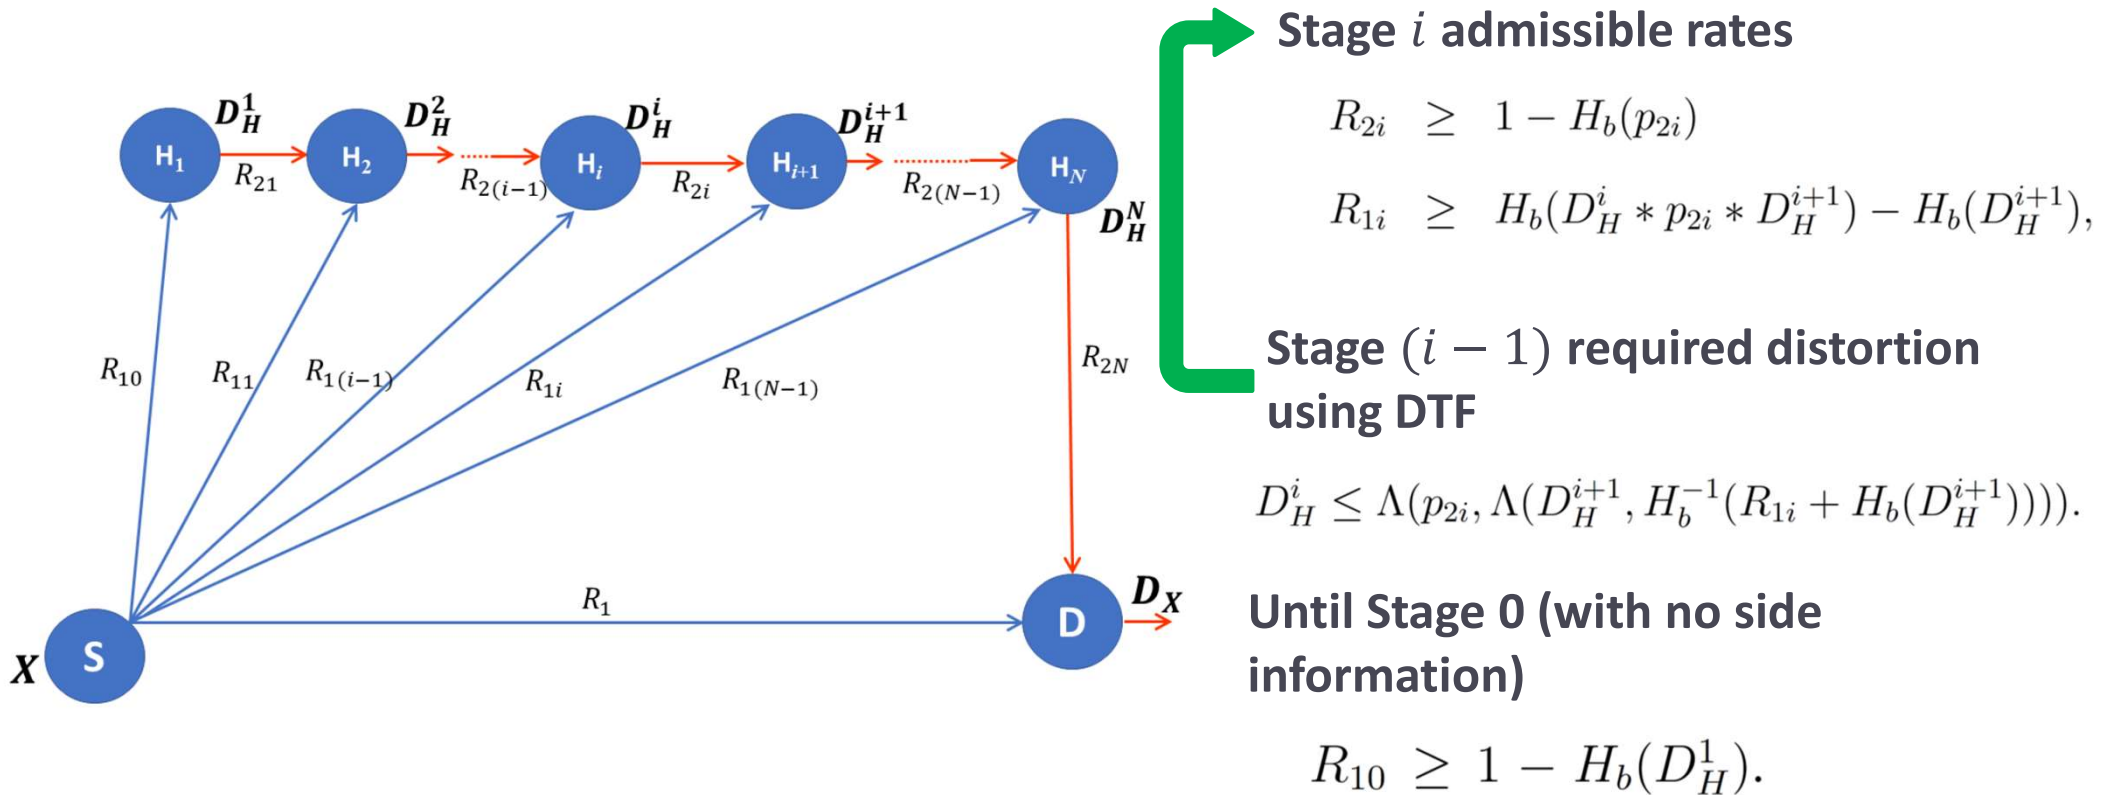 Stage 𝑖 admissible rates
R_{2i} ≥ 1 − H_b(p_{2i})
R_{1i} ≥ H_b(D_H^i * p_{2i} * D_H^{i+1}) − H_b(D_H^{i+1}),
Stage (𝑖 − 1) required distortion
using DTF
D_H^i ≤ Λ(p_{2i}, Λ(D_H^{i+1}, H_b^{−1}(R_{1i} + H_b(D_H^{i+1})))).
Until Stage 0 (with no side
information)
R_{10} ≥ 1 − H_b(D_H^1).
D_H^1
D_H^2
D_H^i
D_H^{i+1}
H_1
H_2
H_i
H_{i+1}
H_N
R_{21}
R_{2(i−1)}
R_{2i}
R_{2(N−1)}
D_H^N
R_{10}
R_{11}
R_{1(i−1)}
R_{1i}
R_{1(N−1)}
R_{2N}
R_1
D_X
X
S
D